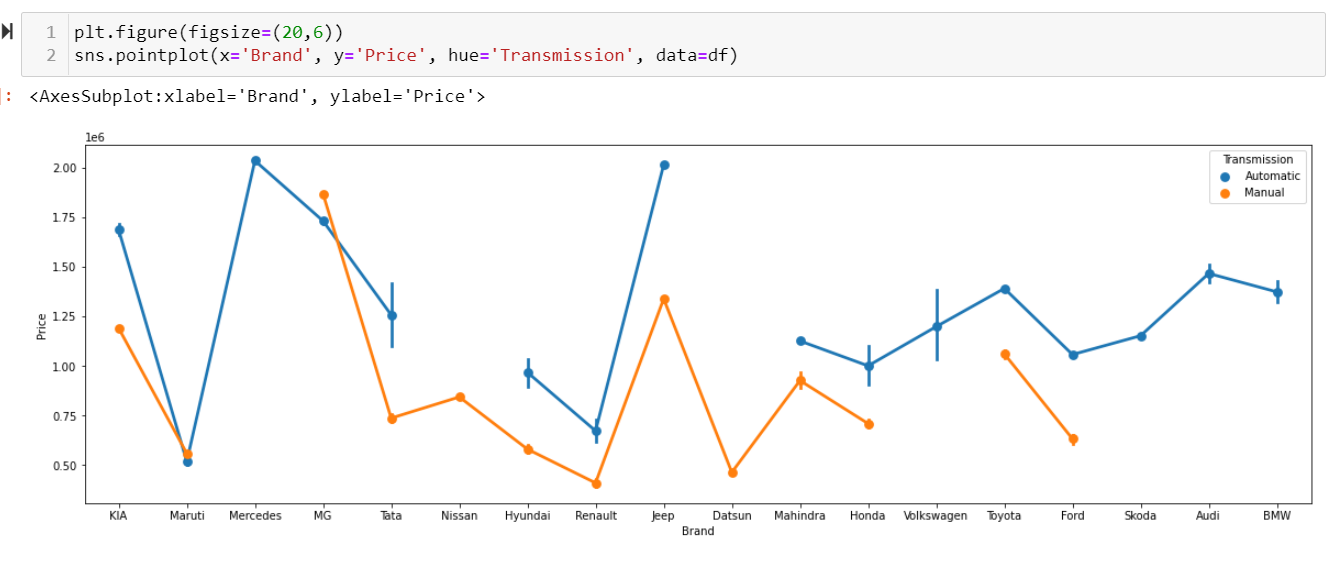 1 plt.figure(figsize=(20,6))
2 sns.pointplot(x='Brand', y='Price', hue='Transmission', data=df)
]: <AxesSubplot:xlabel='Brand', ylabel='Price'>
1e6
Transmission
Automatic
Manual
2.00
1.75
1.50
1.25
1.00
0.75
0.50
Price
KIA Maruti Mercedes MG Tata Nissan Hyundai Renault Jeep Datsun Mahindra Honda Volkswagen Toyota Ford Skoda Audi BMW
Brand